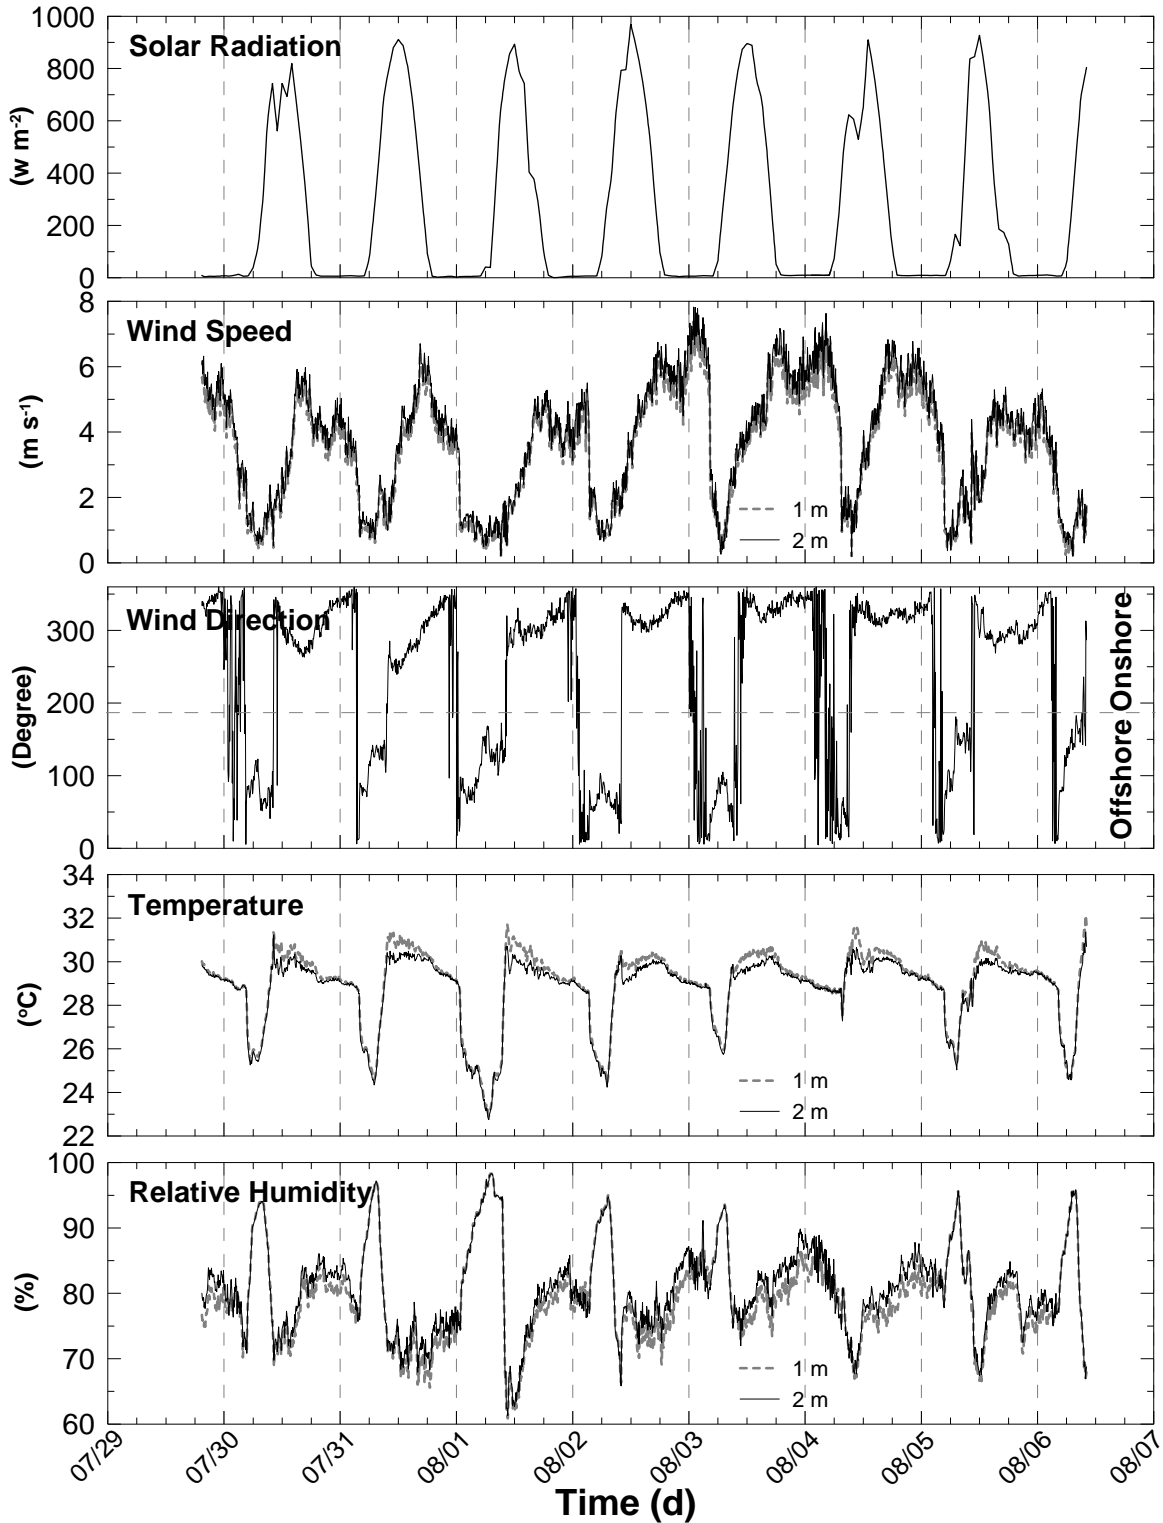 1000
800
600
400
200
0
Solar Radiation
(w m-2)
8
6
4
2
0
Wind Speed
(m s-1)
1 m
2 m
300
200
100
0
Wind Direction
(Degree)
Offshore Onshore
34
32
30
28
26
24
22
Temperature
(oC)
1 m
2 m
100
90
80
70
60
Relative Humidity
(%)
1 m
2 m
07/29
07/30
07/31
08/01
08/02
08/03
08/04
08/05
08/06
08/07
Time (d)